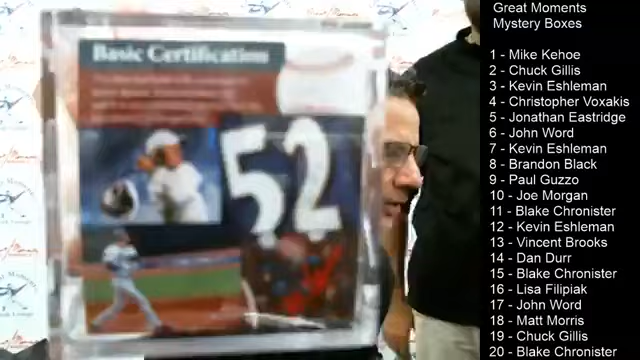 Basic Certification
52
Great Moments
Mystery Boxes
1 - Mike Kehoe
2 - Chuck Gillis
3 - Kevin Eshleman
4 - Christopher Voxakis
5 - Jonathan Eastridge
6 - John Word
7 - Kevin Eshleman
8 - Brandon Black
9 - Paul Guzzo
10 - Joe Morgan
11 - Blake Chronister
12 - Kevin Eshleman
13 - Vincent Brooks
14 - Dan Durr
15 - Blake Chronister
16 - Lisa Filipiak
17 - John Word
18 - Matt Morris
19 - Chuck Gillis
20 - Blake Chronister